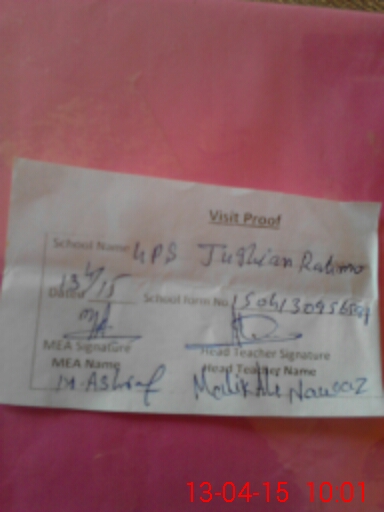 Visit Proof
School Name GPS Jughian Rahmo
Dated 13/4/15 School Form No
MEA Signature Head Teacher Signature
MEA Name Head Teacher Name
M. Ashraf Malik Ali Nawaz
13-04-15 10:01